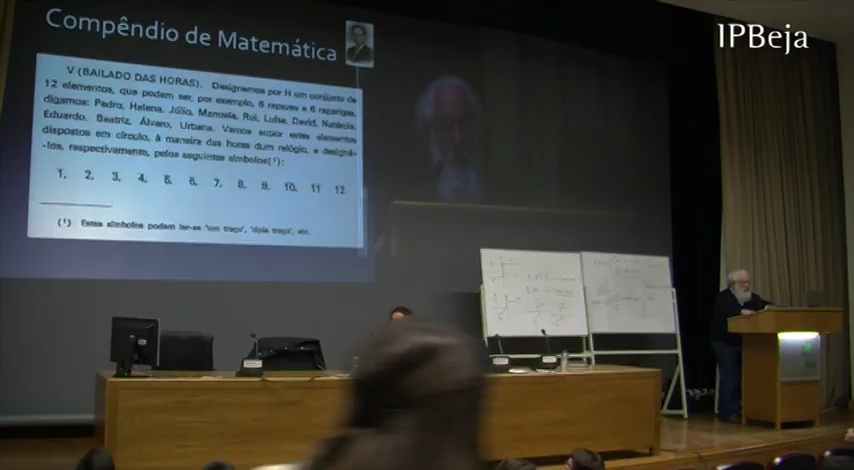 IPBeja
Compêndio de Matemática
V (BAILADO DAS HORAS). Designemos por H um conjunto de
12 elementos, que podem ser, por exemplo, 6 rapazes e 6 raparigas,
digamos: Pedro, Helena, Júlio, Manuela, Rui, Luísa, David, Natércia,
Eduardo, Beatriz, Álvaro, Urbana. Vamos supor estes elementos
dispostos em círculo, à maneira das horas dum relógio, e designê-
-los, respectivamente, pelos seguintes símbolos(¹):
1, 2, 3, 4, 5, 6, 7, 8, 9, 10, 11 12
(¹) Estes símbolos podem ler-se 'um traço', 'dois traço', etc.